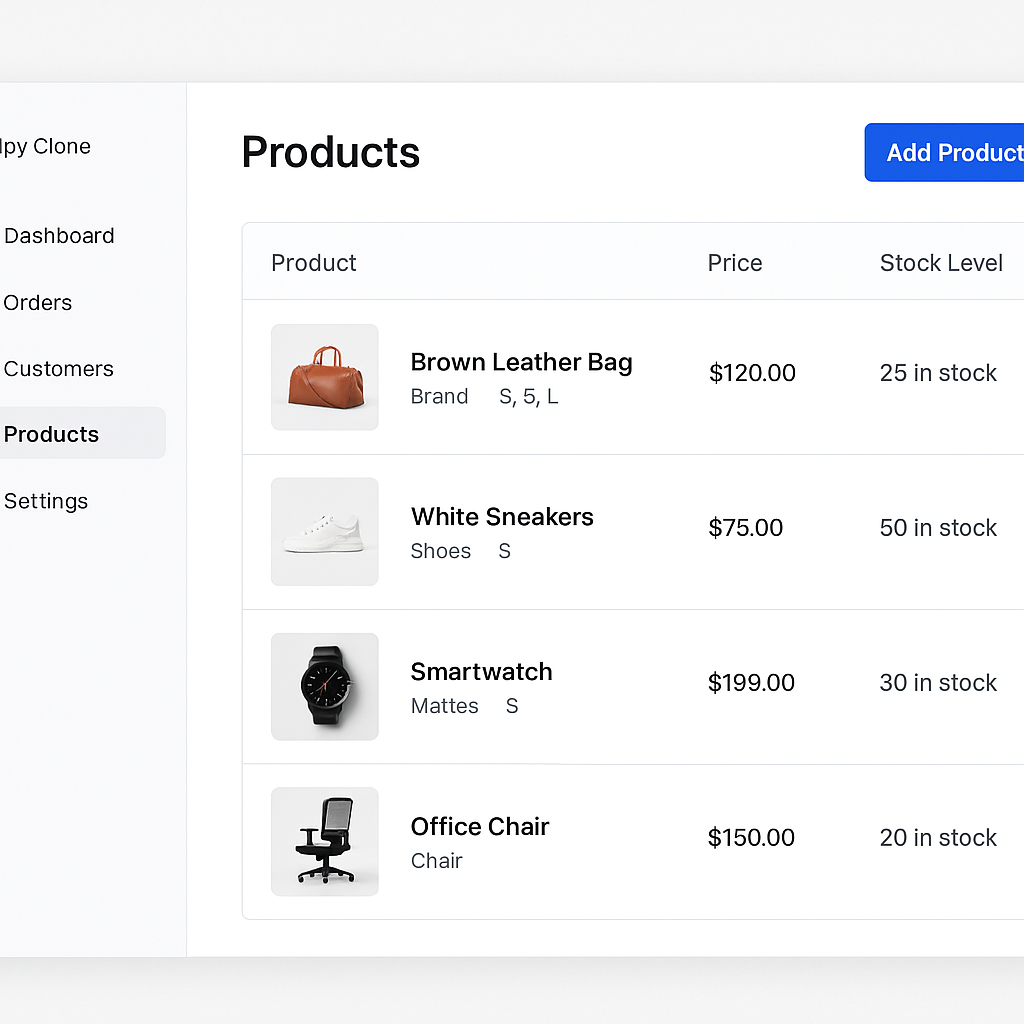 lpy Clone
Dashboard
Orders
Customers
Products
Settings
Products
Add Product
Product Price Stock Level
Brown Leather Bag
Brand S, 5, L
$120.00
25 in stock
White Sneakers
Shoes S
$75.00
50 in stock
Smartwatch
Mattes S
$199.00
30 in stock
Office Chair
Chair
$150.00
20 in stock